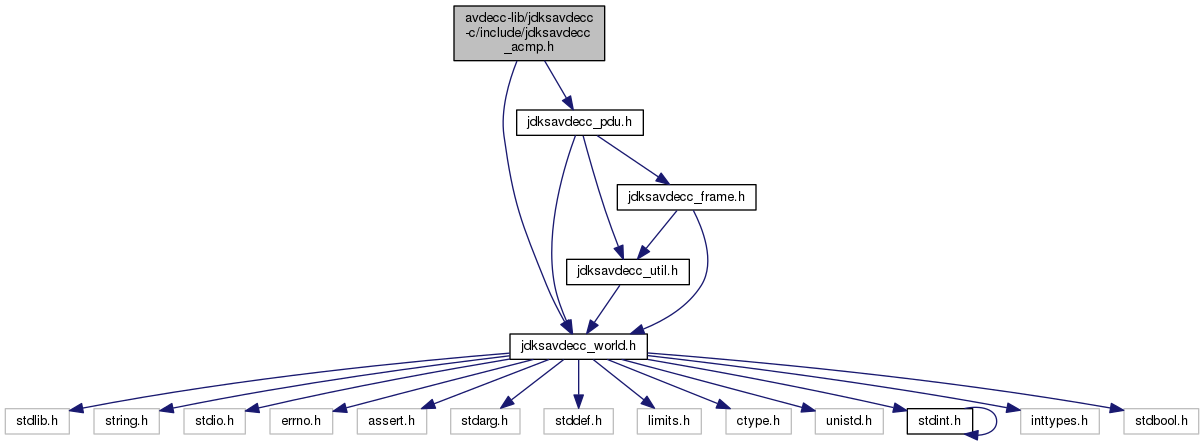 avdecc-lib/jdksavdecc
-c/include/jdksavdecc
_acmp.h
jdksavdecc_pdu.h
jdksavdecc_frame.h
jdksavdecc_util.h
jdksavdecc_world.h
stdlib.h
string.h
stdio.h
errno.h
assert.h
stdarg.h
stddef.h
limits.h
ctype.h
unistd.h
stdint.h
inttypes.h
stdbool.h